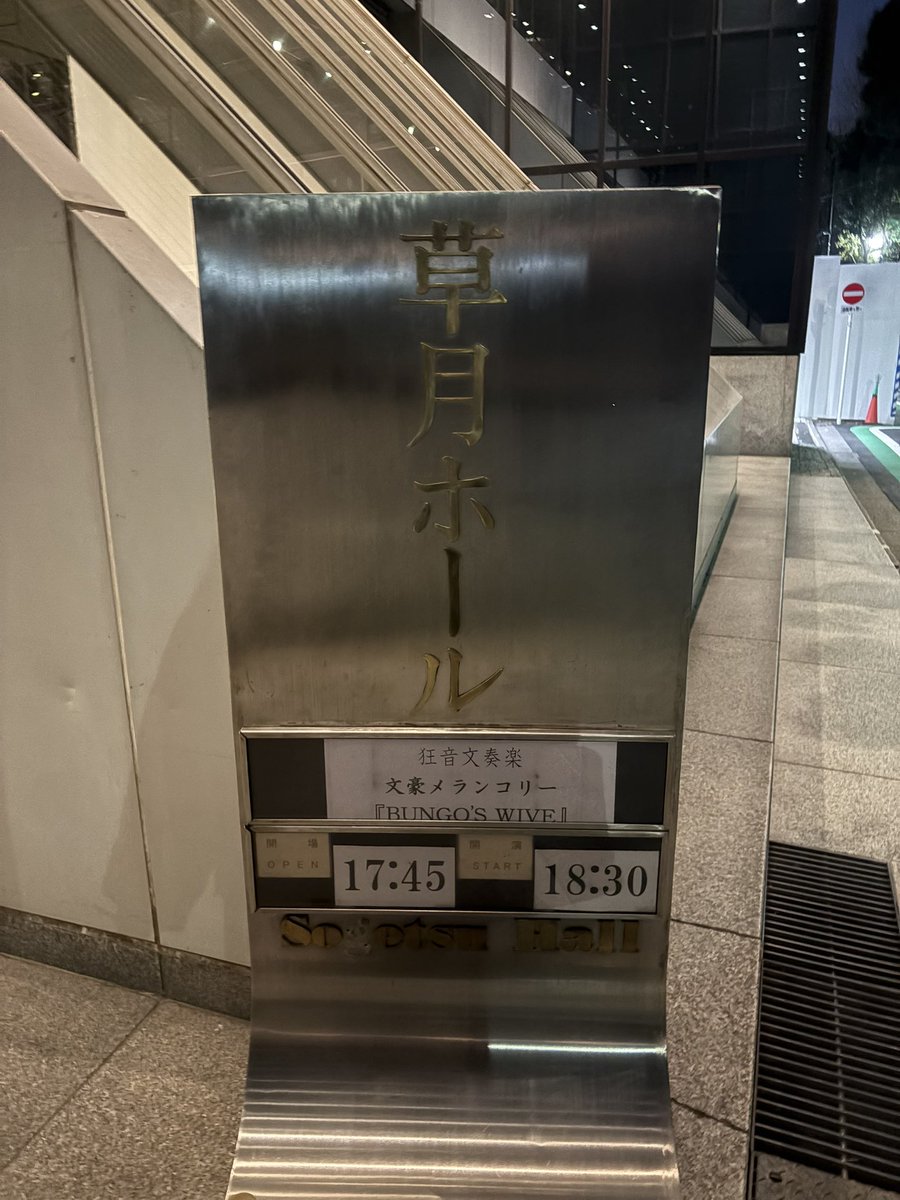 草月ホール
狂言文奏楽
文豪メランコリー
『BUNGO'S WIVE』
開場
OPEN
17:45
開演
START
18:30
Sogetsu Hall